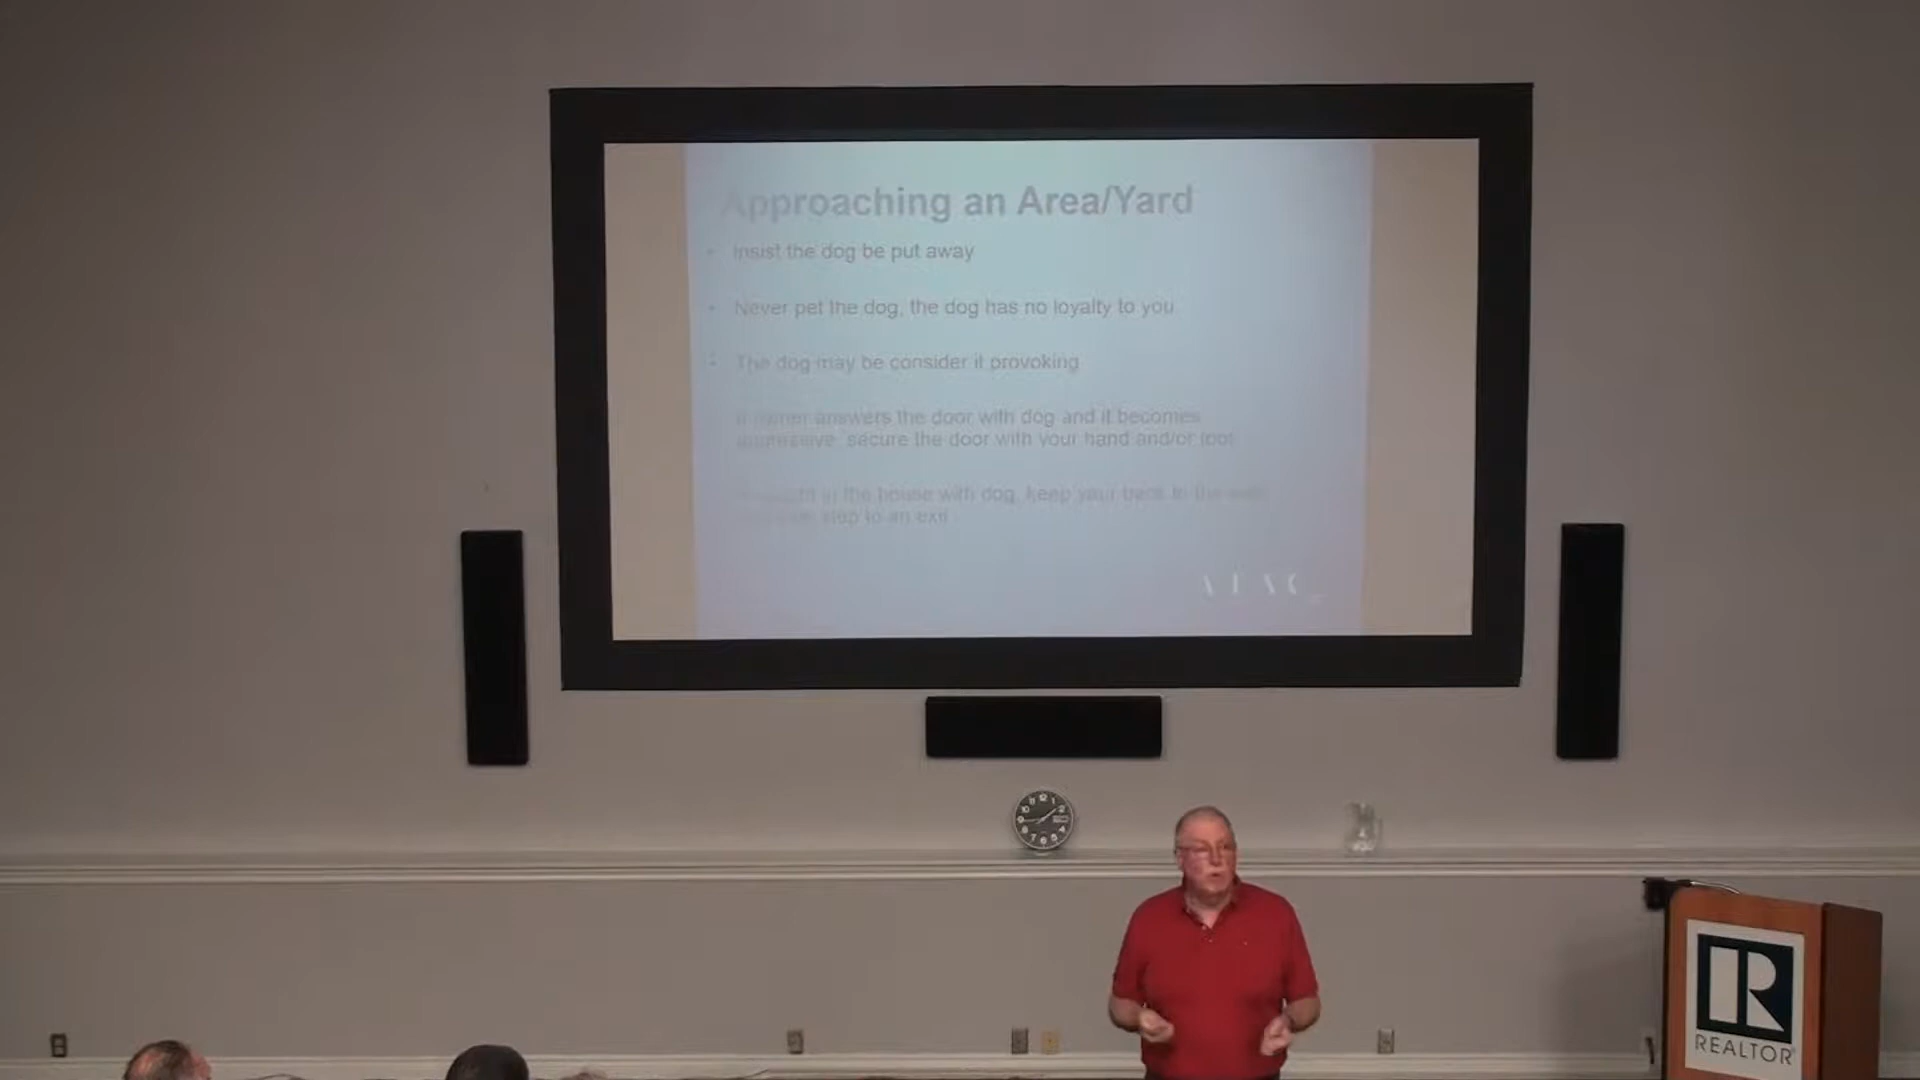 Approaching an Area/Yard
Insist the dog be put away
Never pet the dog, the dog has no loyalty to you.
The dog may be consider it provoking
answers the door with dog and it becomes
aggressive, secure the door with your hand and/or foot
in the house with dog, keep your back to the wall
step to an exit
REALTOR®